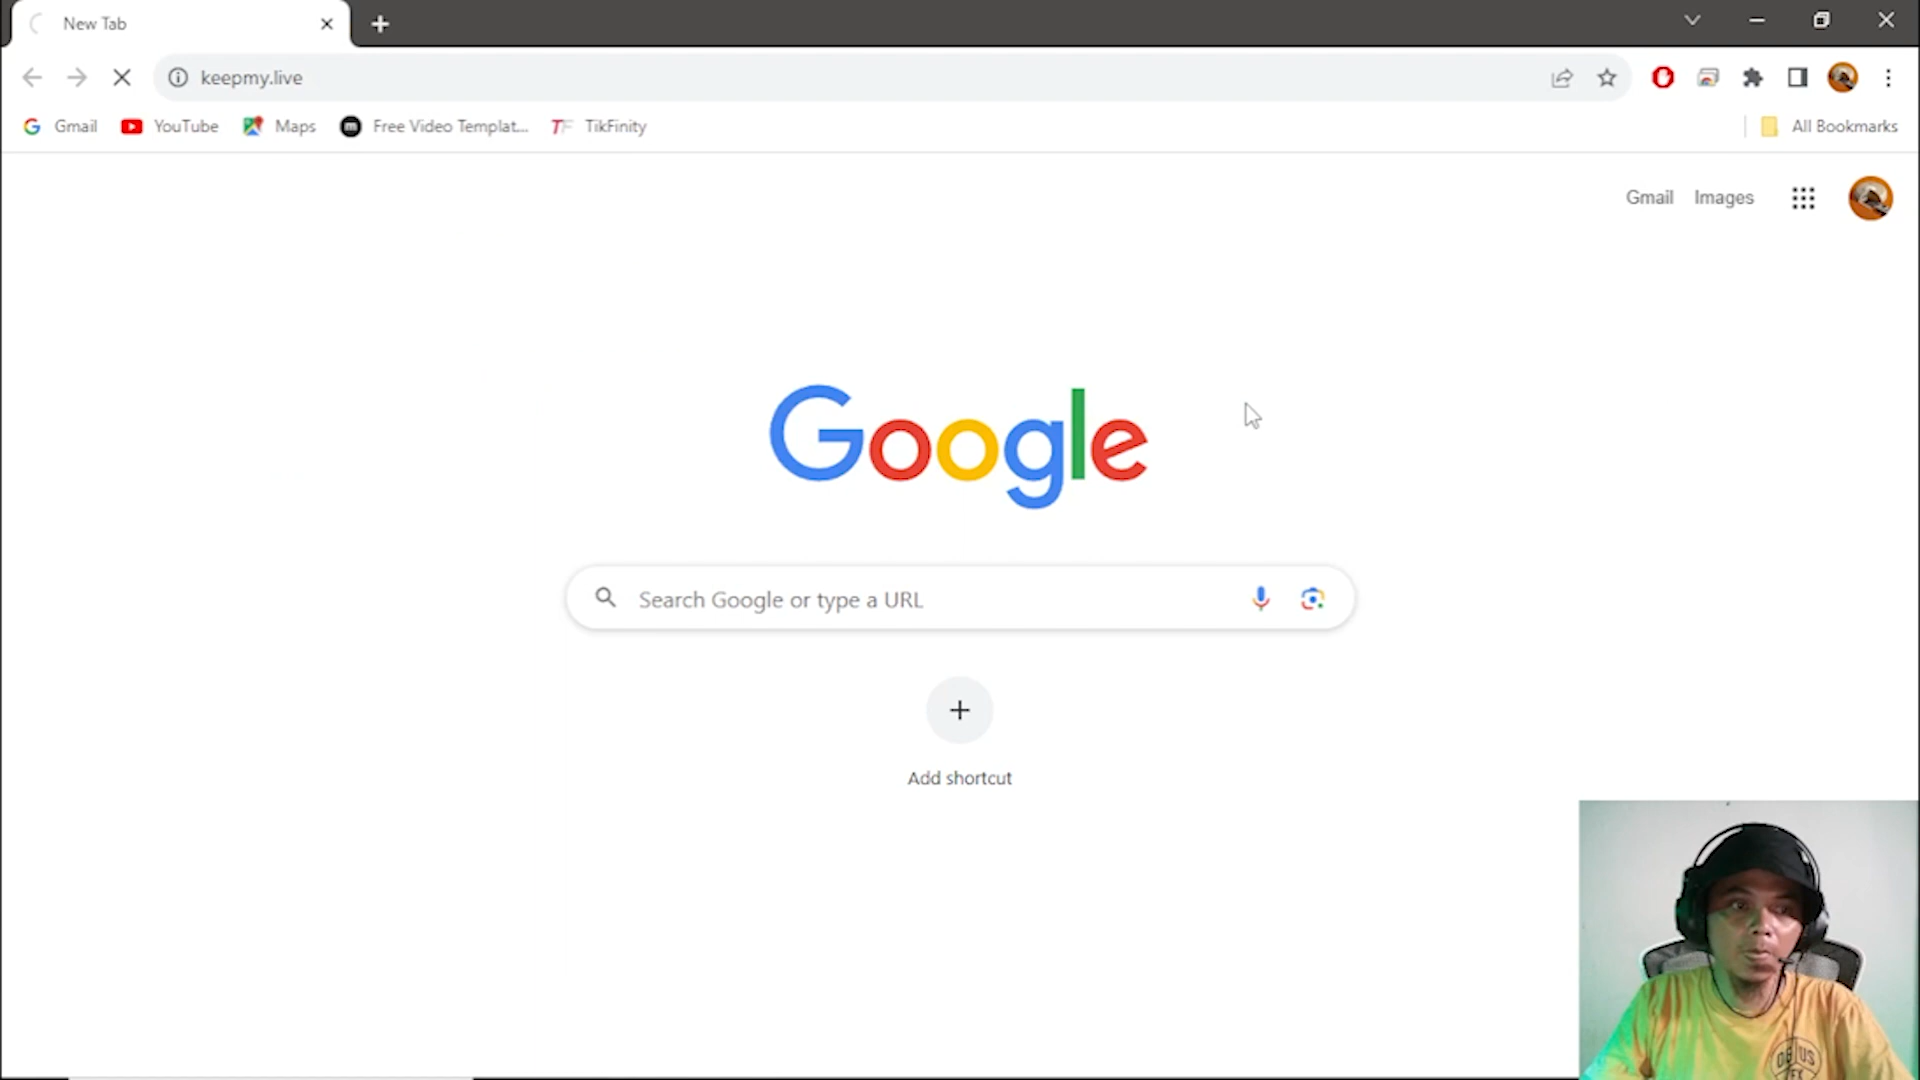 New Tab
keepmy.live
Gmail YouTube Maps Free Video Templat... TikFinity All Bookmarks
Gmail Images
Google
Search Google or type a URL
Add shortcut